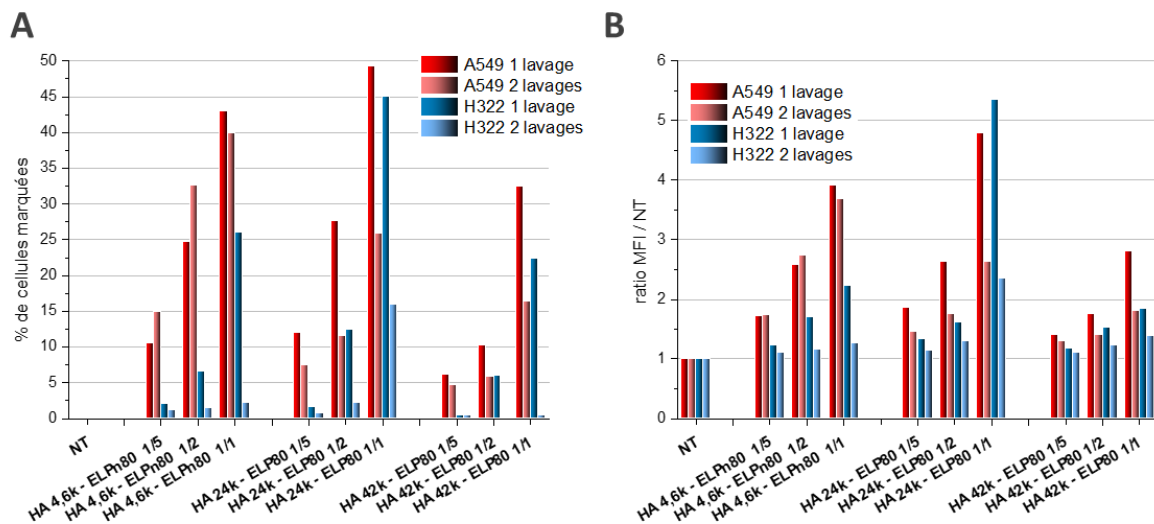 A
% de cellules marquées
50
45
40
35
30
25
20
15
10
5
0
A549 1 lavage
A549 2 lavages
H322 1 lavage
H322 2 lavages
NT
HA 4,6k - ELPn80 1/5
HA 4,6k - ELPn80 1/2
HA 4,6k - ELPn80 1/1
HA 24k - ELP80 1/5
HA 24k - ELP80 1/2
HA 24k - ELP80 1/1
HA 42k - ELP80 1/5
HA 42k - ELP80 1/2
HA 42k - ELP80 1/1
B
ratio MFI / NT
6
5
4
3
2
1
0
A549 1 lavage
A549 2 lavages
H322 1 lavage
H322 2 lavages
NT
HA 4,6k - ELPn80 1/5
HA 4,6k - ELPn80 1/2
HA 4,6k - ELPn80 1/1
HA 24k - ELP80 1/5
HA 24k - ELP80 1/2
HA 24k - ELP80 1/1
HA 42k - ELP80 1/5
HA 42k - ELP80 1/2
HA 42k - ELP80 1/1